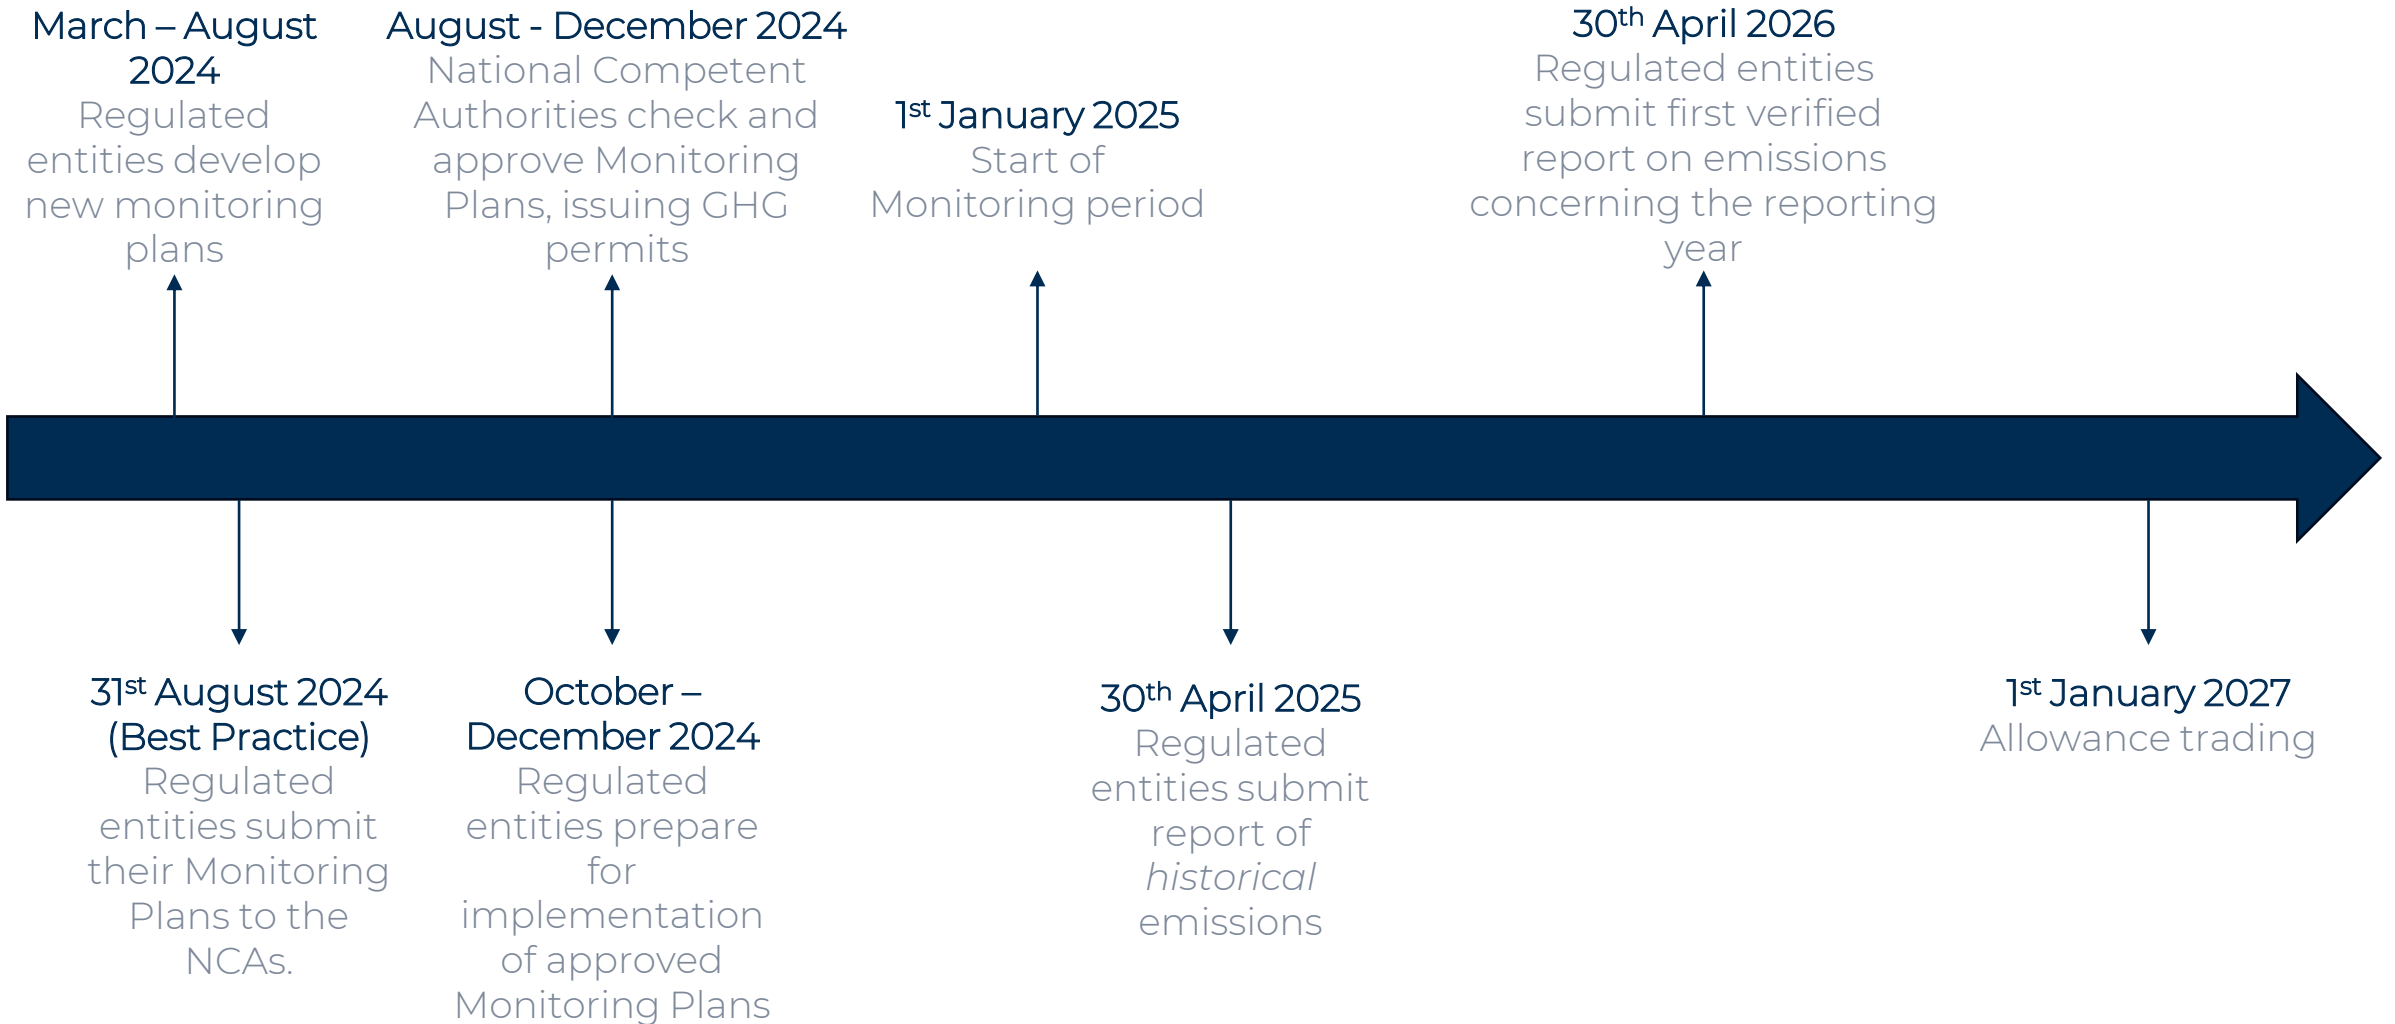 March – August
2024
Regulated
entities develop
new monitoring
plans
August - December 2024
National Competent
Authorities check and
approve Monitoring
Plans, issuing GHG
permits
1st January 2025
Start of
Monitoring period
30th April 2026
Regulated entities
submit first verified
report on emissions
concerning the reporting
year
31st August 2024
(Best Practice)
Regulated
entities submit
their Monitoring
Plans to the
NCAs.
October –
December 2024
Regulated
entities prepare
for
implementation
of approved
Monitoring Plans
30th April 2025
Regulated
entities submit
report of
historical
emissions
1st January 2027
Allowance trading